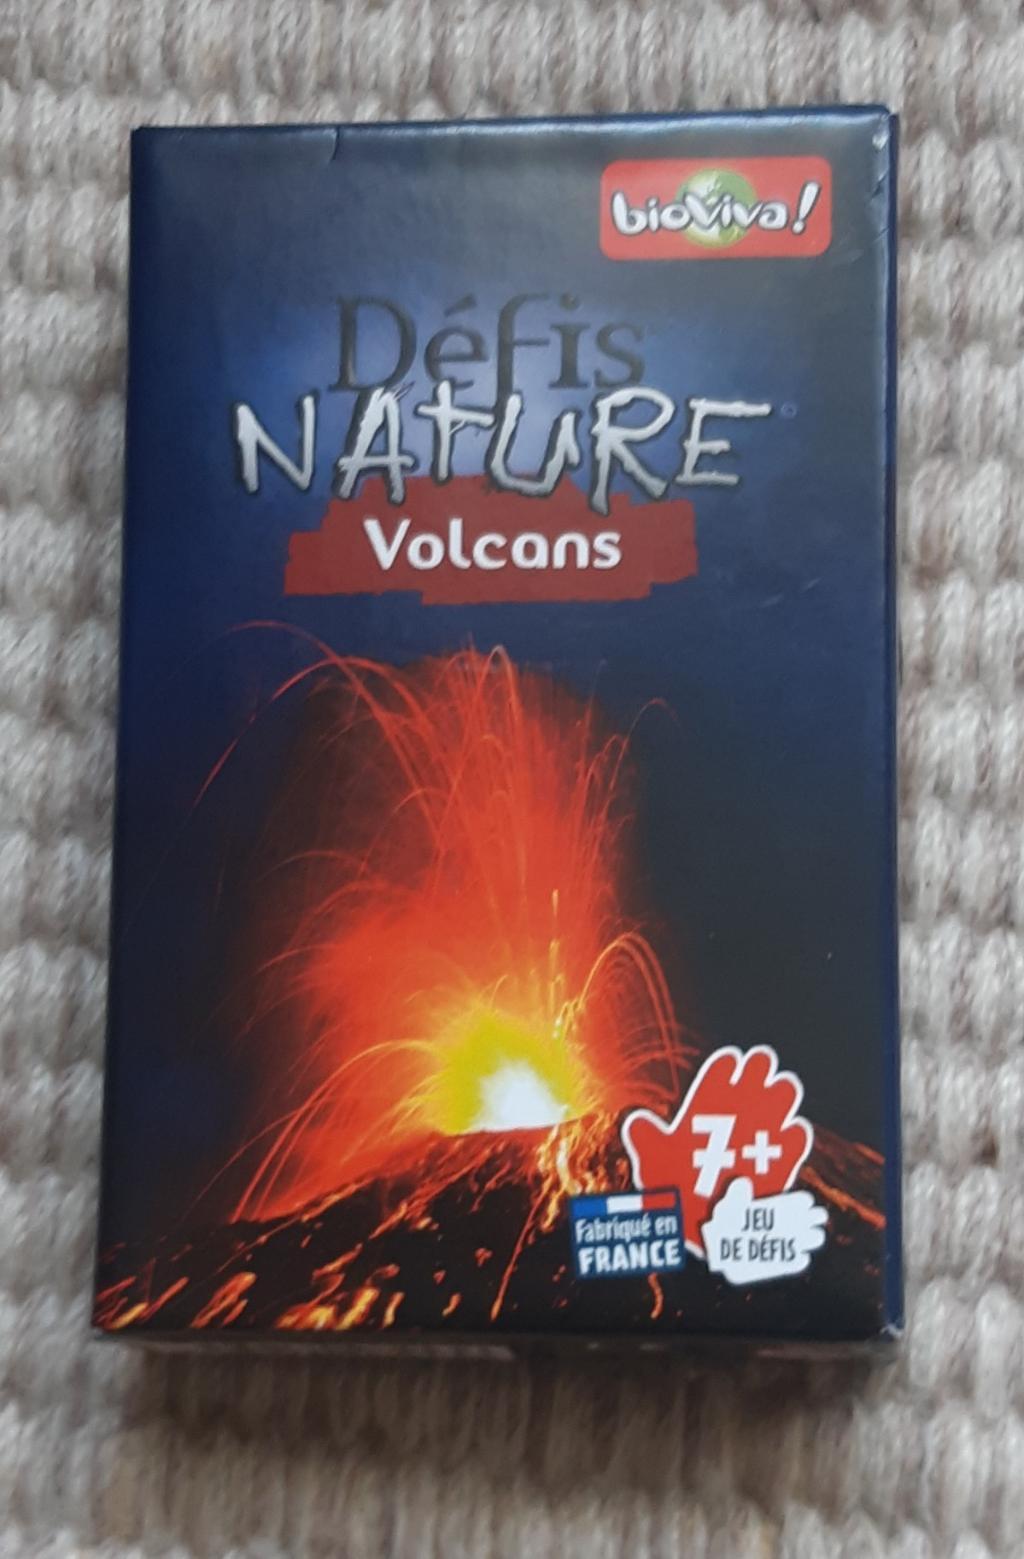 bioviva!
Défis
NATURE
Volcans
7+
JEU
DE DÉFIS
Fabriqué en
FRANCE